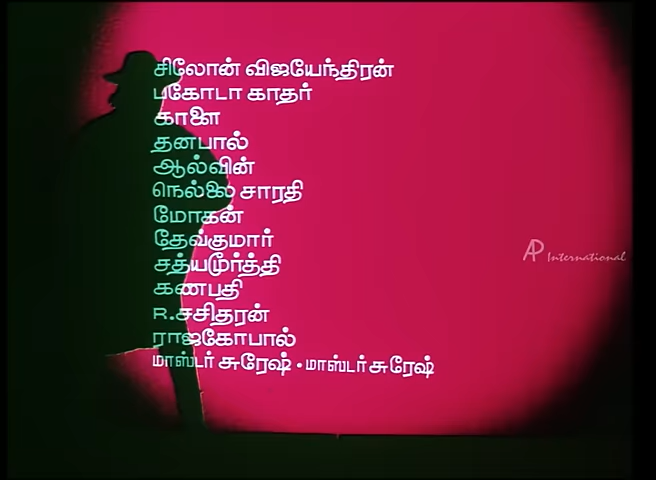 சிலோன் விஜயேந்திரன்
பகோடா காதர்
காளை
தனபால்
ஆல்வின்
நெல்லை சாரதி
மோகன்
தேவ்குமார்
சத்யமூர்த்தி
கணபதி
R.சசிதரன்
ராஜகோபால்
மாஸ்டர் சுரேஷ் • மாஸ்டர் சுரேஷ்
AP International